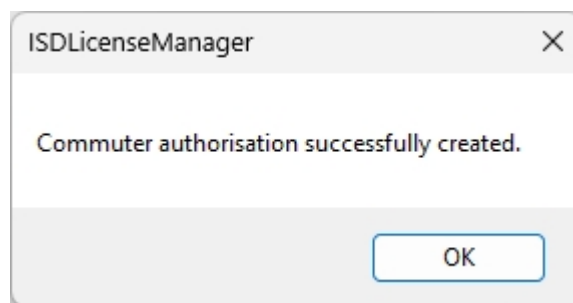 ISDLicenseManager
Commuter authorisation successfully created.
OK